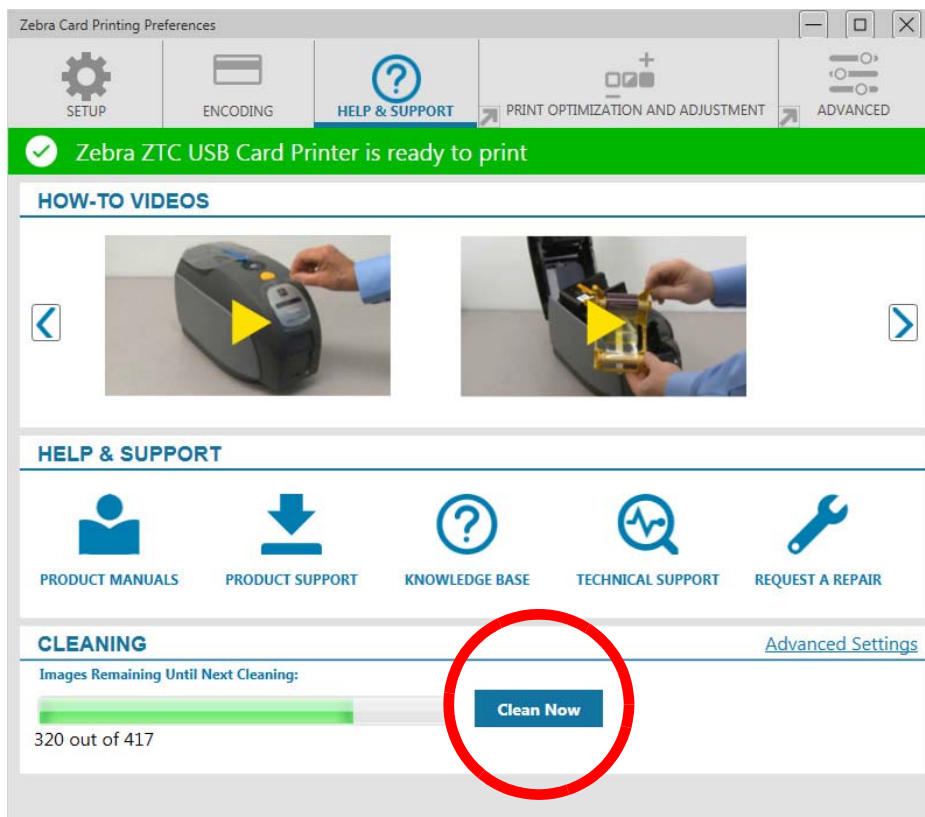 Zebra Card Printing Preferences
SETUP
ENCODING
HELP & SUPPORT
PRINT OPTIMIZATION AND ADJUSTMENT
ADVANCED
Zebra ZTC USB Card Printer is ready to print
HOW-TO VIDEOS
HELP & SUPPORT
PRODUCT MANUALS
PRODUCT SUPPORT
KNOWLEDGE BASE
TECHNICAL SUPPORT
REQUEST A REPAIR
CLEANING
Advanced Settings
Images Remaining Until Next Cleaning:
Clean Now
320 out of 417